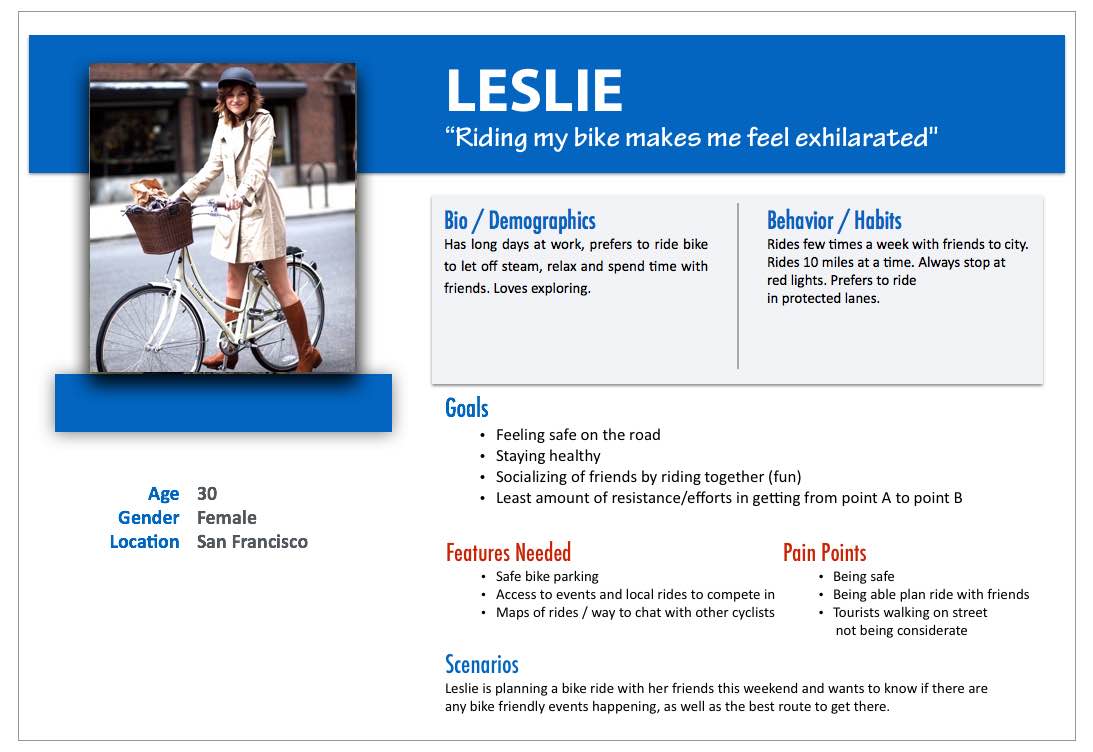 LESLIE
“Riding my bike makes me feel exhilarated"
Bio / Demographics
Has long days at work, prefers to ride bike
to let off steam, relax and spend time with
friends. Loves exploring.
Behavior / Habits
Rides few times a week with friends to city.
Rides 10 miles at a time. Always stop at
red lights. Prefers to ride
in protected lanes.
Goals
• Feeling safe on the road
• Staying healthy
• Socializing of friends by riding together (fun)
• Least amount of resistance/efforts in getting from point A to point B
Age 30
Gender Female
Location San Francisco
Features Needed
• Safe bike parking
• Access to events and local rides to compete in
• Maps of rides / way to chat with other cyclists
Pain Points
• Being safe
• Being able plan ride with friends
• Tourists walking on street
not being considerate
Scenarios
Leslie is planning a bike ride with her friends this weekend and wants to know if there are
any bike friendly events happening, as well as the best route to get there.